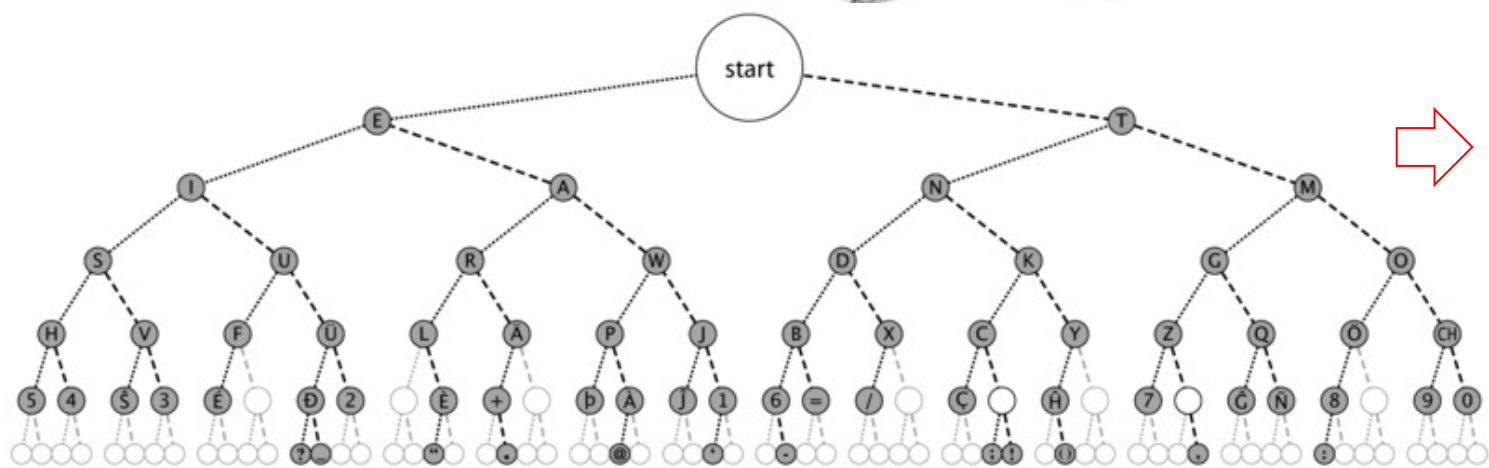 start
E T
I A N M
S U R W D K G O
H V F Ü L Ä P J B X C Y Z Q Ö CH
5 4 Ŝ 3 É Đ 2 È + þ À Ĵ 1 6 = / Ç Ĥ 7 Ĝ Ñ 8 9 0
? _ " . @ ' - ; ! () , :